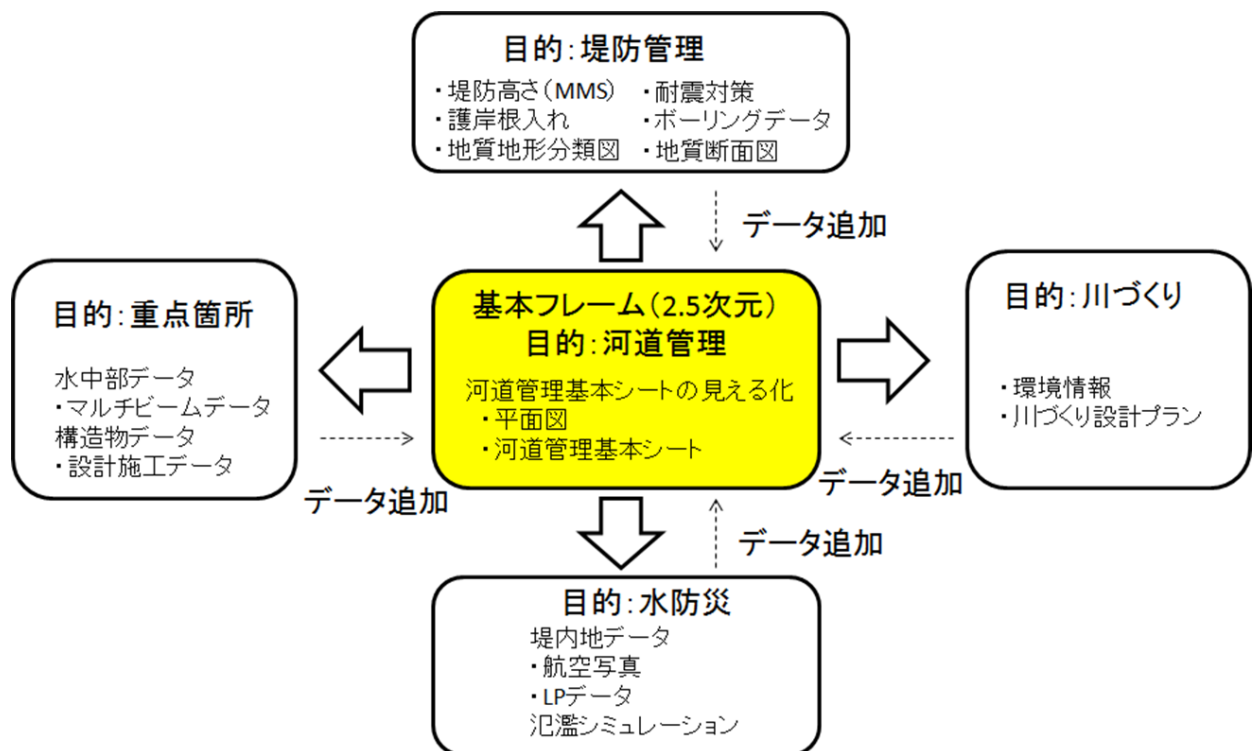 目的：堤防管理
・堤防高さ（MMS） ・耐震対策
・護岸根入れ ・ボーリングデータ
・地質地形分類図 ・地質断面図
データ追加
目的：重点箇所
水中部データ
・マルチビームデータ
構造物データ
・設計施工データ
データ追加
基本フレーム（2.5次元）
目的：河道管理
河道管理基本シートの見える化
・平面図
・河道管理基本シート
目的：川づくり
・環境情報
・川づくり設計プラン
データ追加
データ追加
目的：水防災
堤内地データ
・航空写真
・LPデータ
氾濫シミュレーション